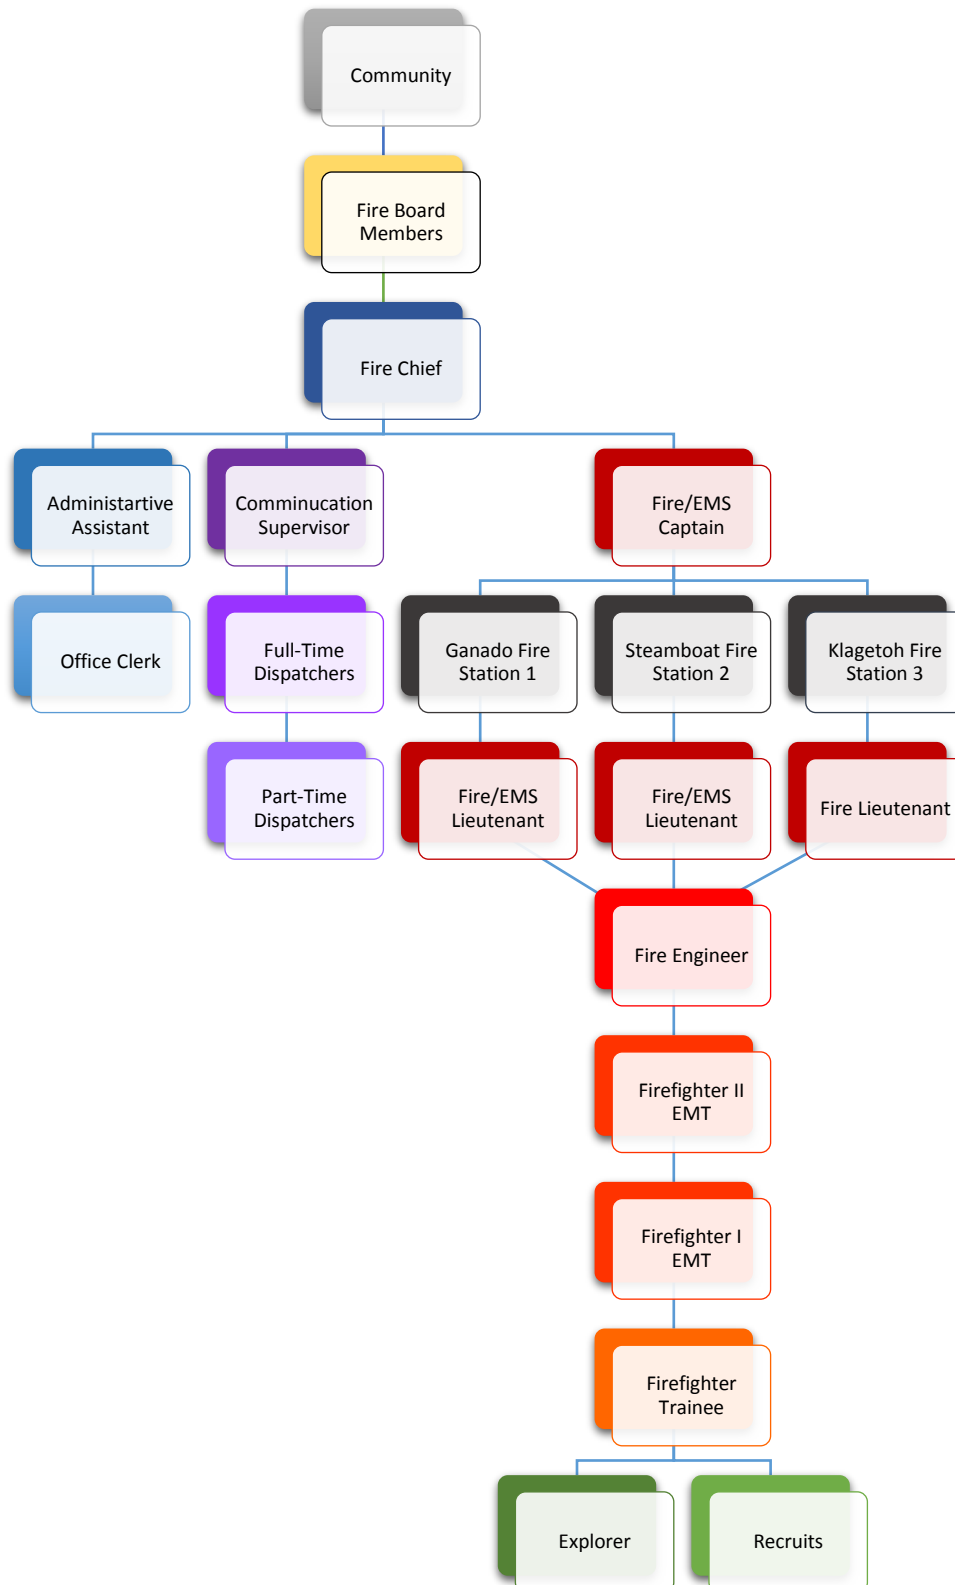 Community
Fire Board
Members
Fire Chief
Administartive
Assistant
Comminucation
Supervisor
Fire/EMS
Captain
Office Clerk
Full-Time
Dispatchers
Ganado Fire
Station 1
Steamboat Fire
Station 2
Klagetoh Fire
Station 3
Part-Time
Dispatchers
Fire/EMS
Lieutenant
Fire/EMS
Lieutenant
Fire Lieutenant
Fire Engineer
Firefighter II
EMT
Firefighter I
EMT
Firefighter
Trainee
Explorer
Recruits